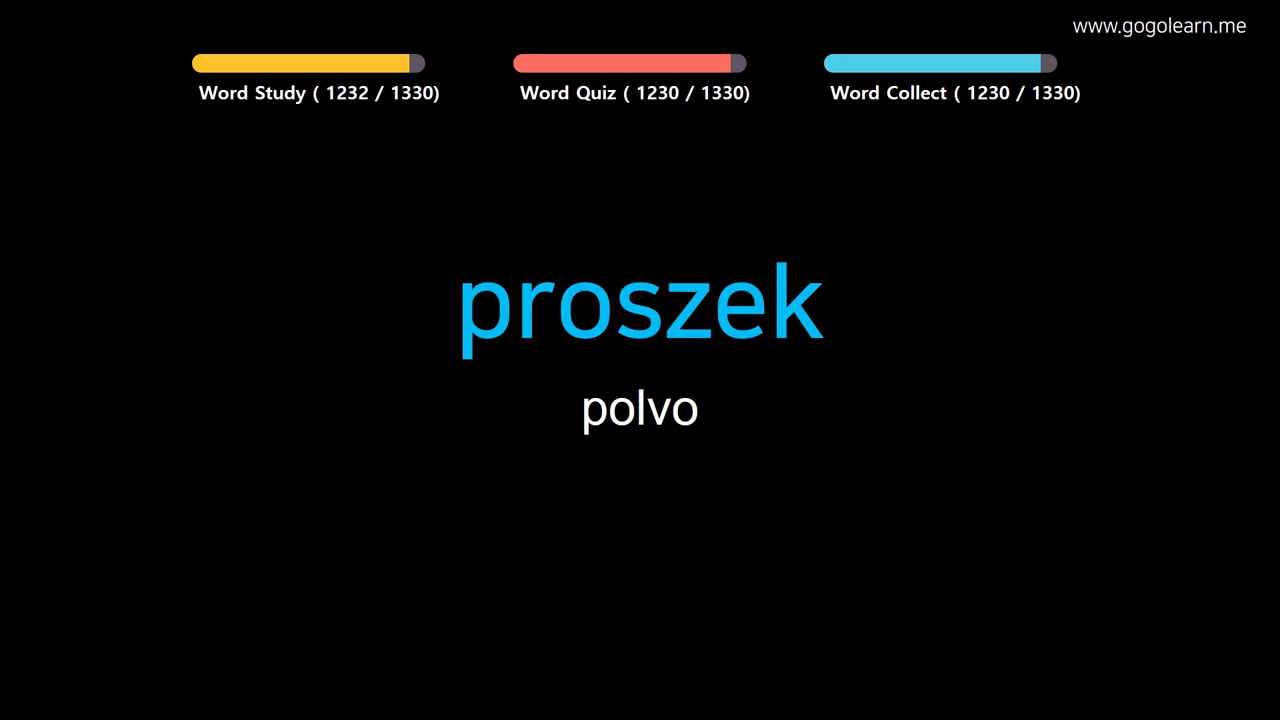 www.gogolearn.me
Word Study ( 1232 / 1330)
Word Quiz ( 1230 / 1330)
Word Collect ( 1230 / 1330)
proszek
polvo